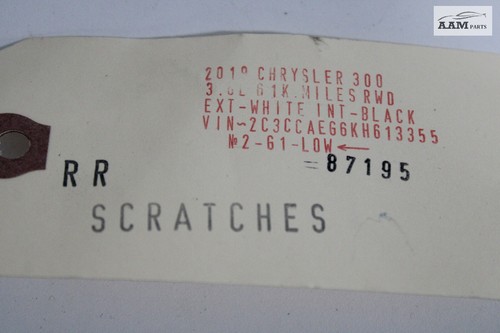 AAM PARTS
2019 CHRYSLER 300
3.6L 61K.MILES RWD
EXT-WHITE INT-BLACK
VIN~2C3CCAEG6KH613355
№2-61-LOW←
=87195
RR
SCRATCHES